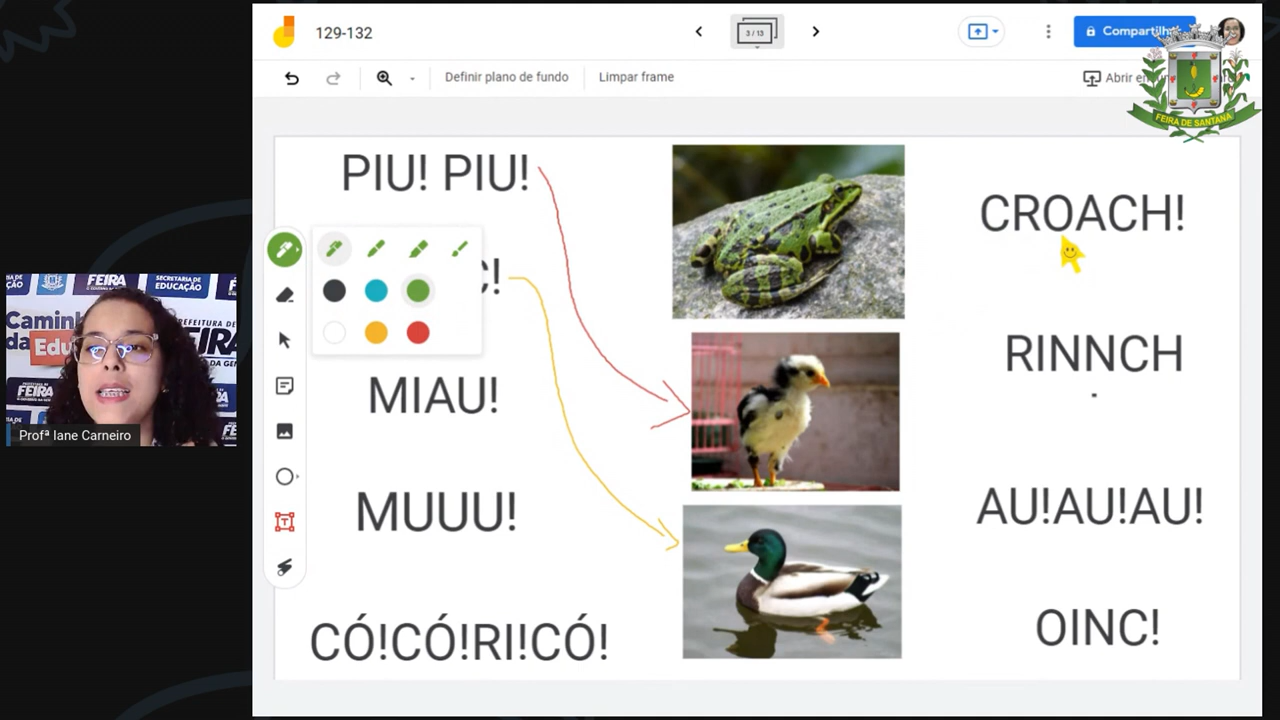 129-132
3 / 13
Definir plano de fundo
Limpar frame
Abrir em
FEIRA DE SANTANA
PIU! PIU!
C!
MIAU!
MUUU!
CÓ!CÓ!RI!CÓ!
CROACH!
RINNCH
.
AU!AU!AU!
OINC!
T
FEIRA
SECRETARIA DE
EDUCAÇÃO
PREFEITURA DE
FEIRA
Profª Iane Carneiro